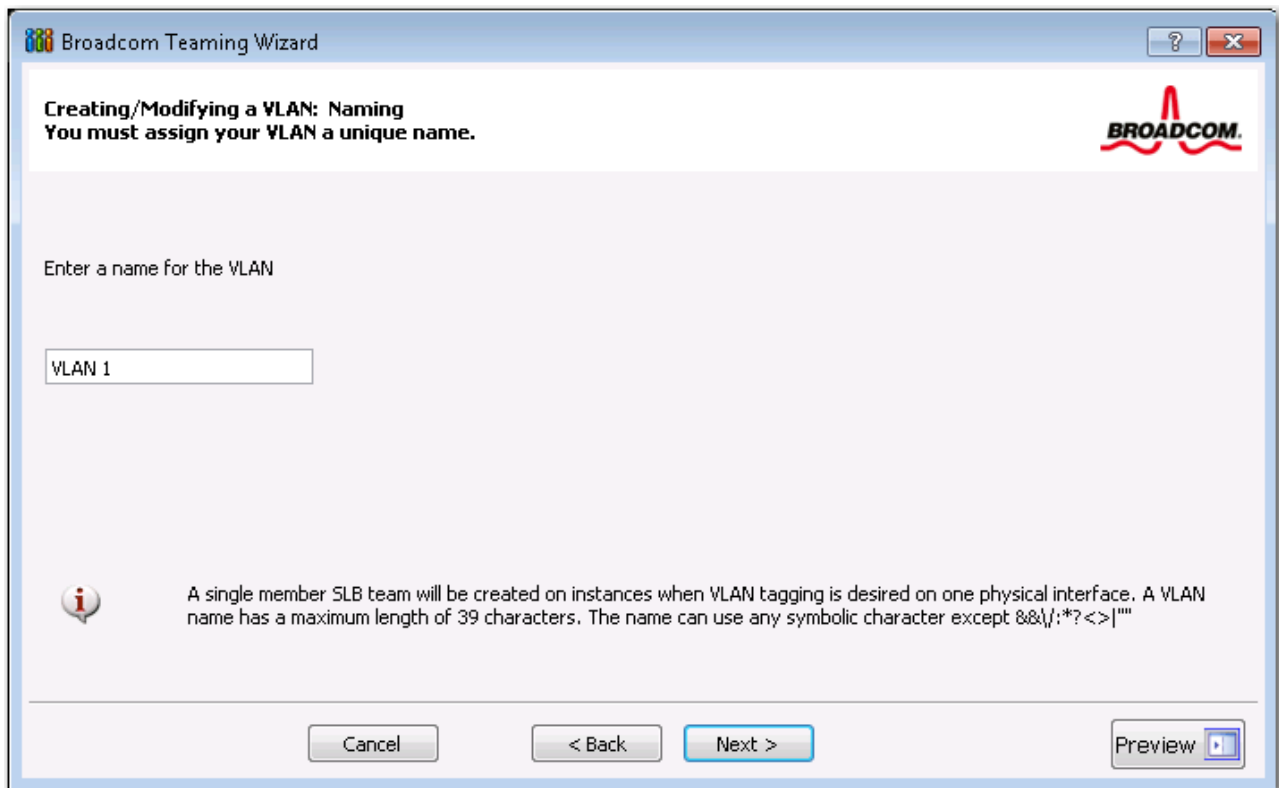 Broadcom Teaming Wizard
?
Creating/Modifying a VLAN: Naming
You must assign your VLAN a unique name.
BROADCOM.
Enter a name for the VLAN
VLAN 1
A single member SLB team will be created on instances when VLAN tagging is desired on one physical interface. A VLAN
name has a maximum length of 39 characters. The name can use any symbolic character except &&\/:*?<>|""
Cancel
< Back
Next >
Preview